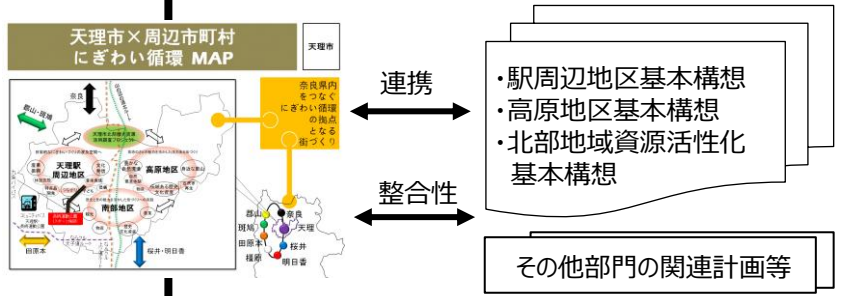 天理市×周辺市町村
にぎわい循環 MAP
天理市
奈良県内
をつなぐ
にぎわい循環
の拠点
となる
街づくり
奈良
郡山・斑鳩
天理駅
周辺地区
高原地区
南部地区
田原本
桜井・明日香
郡山
奈良
斑鳩
天理
田原本
桜井
橿原
明日香
連携
整合性
・駅周辺地区基本構想
・高原地区基本構想
・北部地域資源活性化
基本構想
その他部門の関連計画等